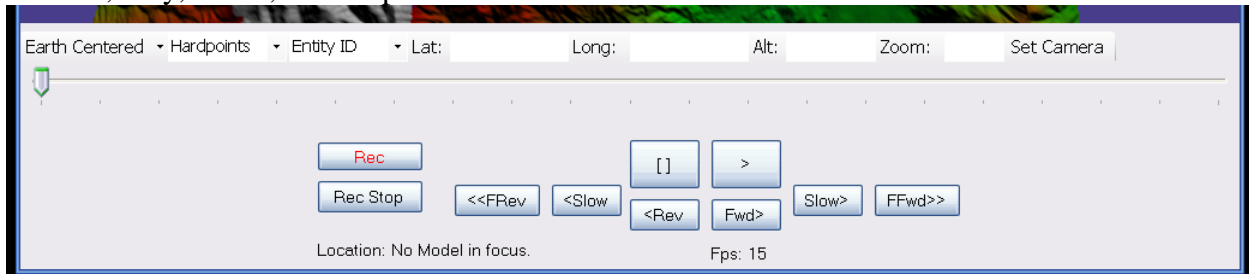 Earth Centered Hardpoints Entity ID Lat: Long: Alt: Zoom: Set Camera
Rec [] >
Rec Stop <<FRev <Slow <Rev Fwd> Slow> FFwd>>
Location: No Model in focus. Fps: 15